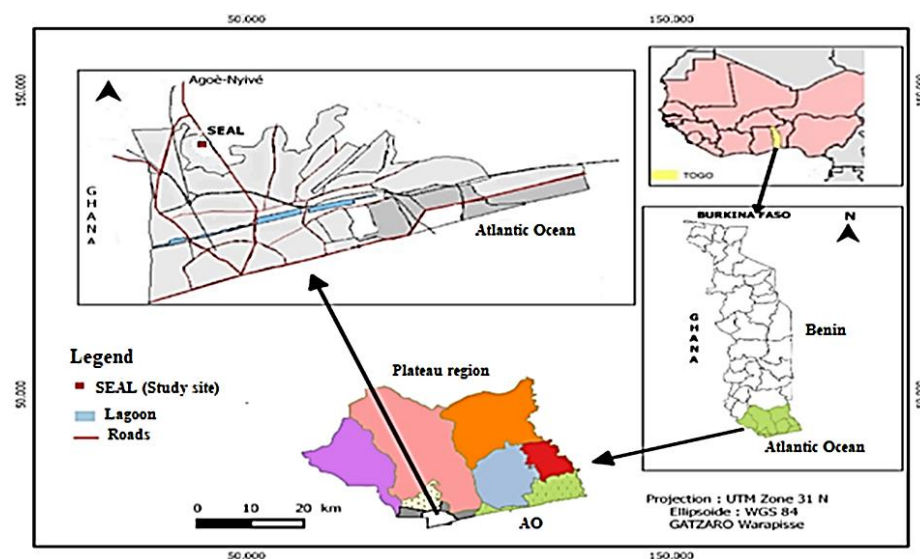 50.000
150.000
150.000
Agoè-Nyivé
SEAL
GHANA
Atlantic Ocean
TOGO
BURKINA FASO
N
GHANA
Benin
Atlantic Ocean
50.000
Legend
SEAL (Study site)
Lagoon
Roads
Plateau region
0
10
20
km
AO
Projection : UTM Zone 31 N
Ellipsoide : WGS 84
GATZARO Warapisse
50.000
150.000